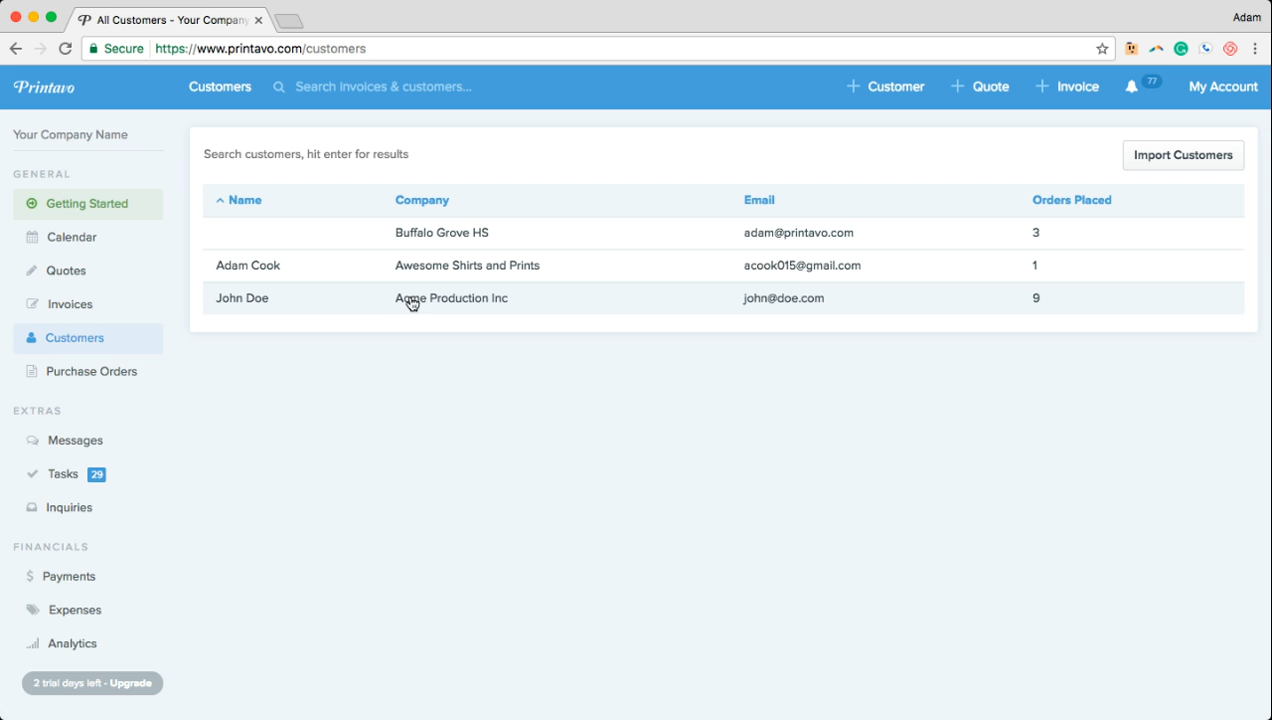 All Customers - Your Company
Adam
Secure https://www.printavo.com/customers
Printavo
Customers
Search invoices & customers...
Customer
Quote
Invoice
77
My Account
Your Company Name
GENERAL
Getting Started
Calendar
Quotes
Invoices
Customers
Purchase Orders
EXTRAS
Messages
Tasks 29
Inquiries
FINANCIALS
Payments
Expenses
Analytics
2 trial days left - Upgrade
Search customers, hit enter for results
Import Customers
Name Company Email Orders Placed
Buffalo Grove HS adam@printavo.com 3
Adam Cook Awesome Shirts and Prints acook015@gmail.com 1
John Doe Acme Production Inc john@doe.com 9